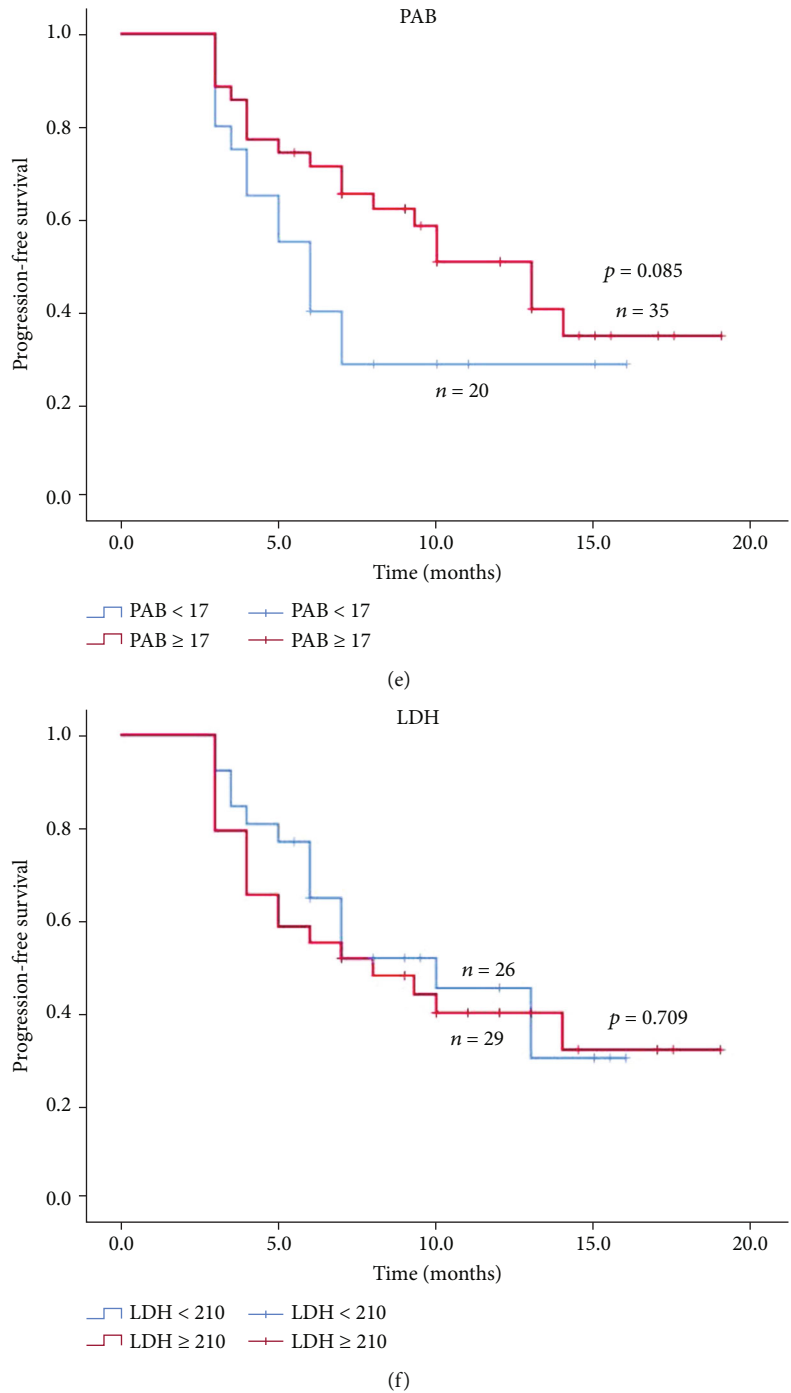 PAB
1.0
0.8
0.6
0.4
0.2
0.0
Progression-free survival
p = 0.085
n = 35
n = 20
0.0 5.0 10.0 15.0 20.0
Time (months)
PAB < 17 PAB < 17
PAB ≥ 17 PAB ≥ 17
(e)
LDH
1.0
0.8
0.6
0.4
0.2
0.0
Progression-free survival
n = 26
p = 0.709
n = 29
0.0 5.0 10.0 15.0 20.0
Time (months)
LDH < 210 LDH < 210
LDH ≥ 210 LDH ≥ 210
(f)